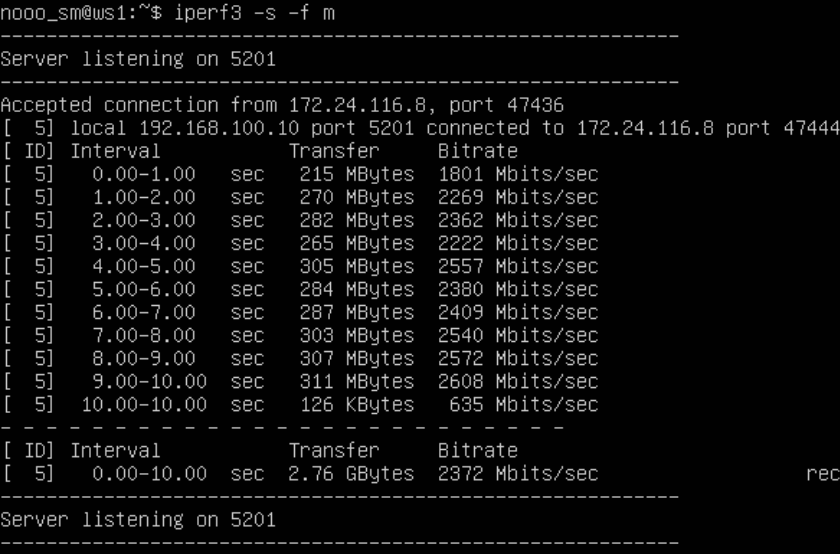 nooo_sm@ws1:~$ iperf3 -s -f m
-----------------------------------------------------------
Server listening on 5201
-----------------------------------------------------------
Accepted connection from 172.24.116.8, port 47436
[  5] local 192.168.100.10 port 5201 connected to 172.24.116.8 port 47444
[ ID] Interval           Transfer     Bitrate
[  5]   0.00-1.00   sec   215 MBytes  1801 Mbits/sec
[  5]   1.00-2.00   sec   270 MBytes  2269 Mbits/sec
[  5]   2.00-3.00   sec   282 MBytes  2362 Mbits/sec
[  5]   3.00-4.00   sec   265 MBytes  2222 Mbits/sec
[  5]   4.00-5.00   sec   305 MBytes  2557 Mbits/sec
[  5]   5.00-6.00   sec   284 MBytes  2380 Mbits/sec
[  5]   6.00-7.00   sec   287 MBytes  2409 Mbits/sec
[  5]   7.00-8.00   sec   303 MBytes  2540 Mbits/sec
[  5]   8.00-9.00   sec   307 MBytes  2572 Mbits/sec
[  5]   9.00-10.00  sec   311 MBytes  2608 Mbits/sec
[  5]  10.00-10.00  sec   126 KBytes   635 Mbits/sec
- - - - - - - - - - - - - - - - - - - - - - - - -
[ ID] Interval           Transfer     Bitrate
[  5]   0.00-10.00  sec  2.76 GBytes  2372 Mbits/sec                  rec
-----------------------------------------------------------
Server listening on 5201
-----------------------------------------------------------